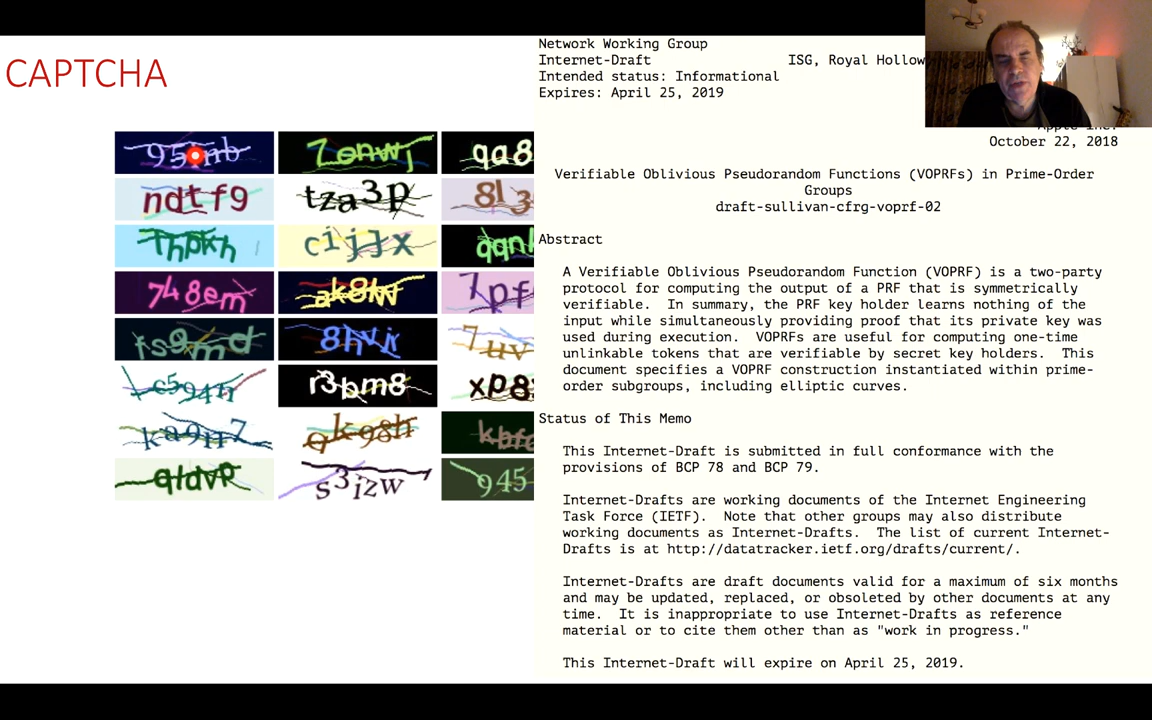 CAPTCHA
ndtf9
tza3p
cijjx
748em
ak8lw
r3bm8
s3izw
945
Network Working Group
Internet-Draft ISG, Royal Hollow
Intended status: Informational
Expires: April 25, 2019
October 22, 2018
Verifiable Oblivious Pseudorandom Functions (VOPRFs) in Prime-Order
Groups
draft-sullivan-cfrg-voprf-02
Abstract
A Verifiable Oblivious Pseudorandom Function (VOPRF) is a two-party
protocol for computing the output of a PRF that is symmetrically
verifiable. In summary, the PRF key holder learns nothing of the
input while simultaneously providing proof that its private key was
used during execution. VOPRFs are useful for computing one-time
unlinkable tokens that are verifiable by secret key holders. This
document specifies a VOPRF construction instantiated within prime-
order subgroups, including elliptic curves.
Status of This Memo
This Internet-Draft is submitted in full conformance with the
provisions of BCP 78 and BCP 79.
Internet-Drafts are working documents of the Internet Engineering
Task Force (IETF). Note that other groups may also distribute
working documents as Internet-Drafts. The list of current Internet-
Drafts is at http://datatracker.ietf.org/drafts/current/.
Internet-Drafts are draft documents valid for a maximum of six months
and may be updated, replaced, or obsoleted by other documents at any
time. It is inappropriate to use Internet-Drafts as reference
material or to cite them other than as "work in progress."
This Internet-Draft will expire on April 25, 2019.